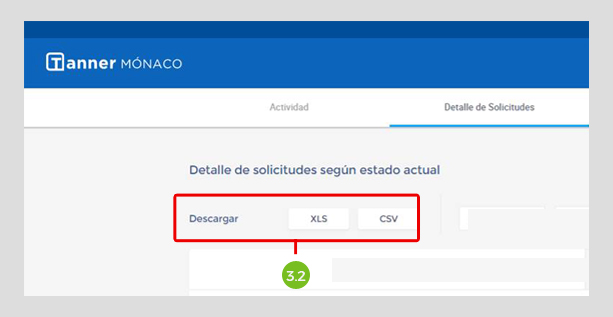 Tanner MÓNACO
Actividad Detalle de Solicitudes
Detalle de solicitudes según estado actual
Descargar XLS CSV
3.2